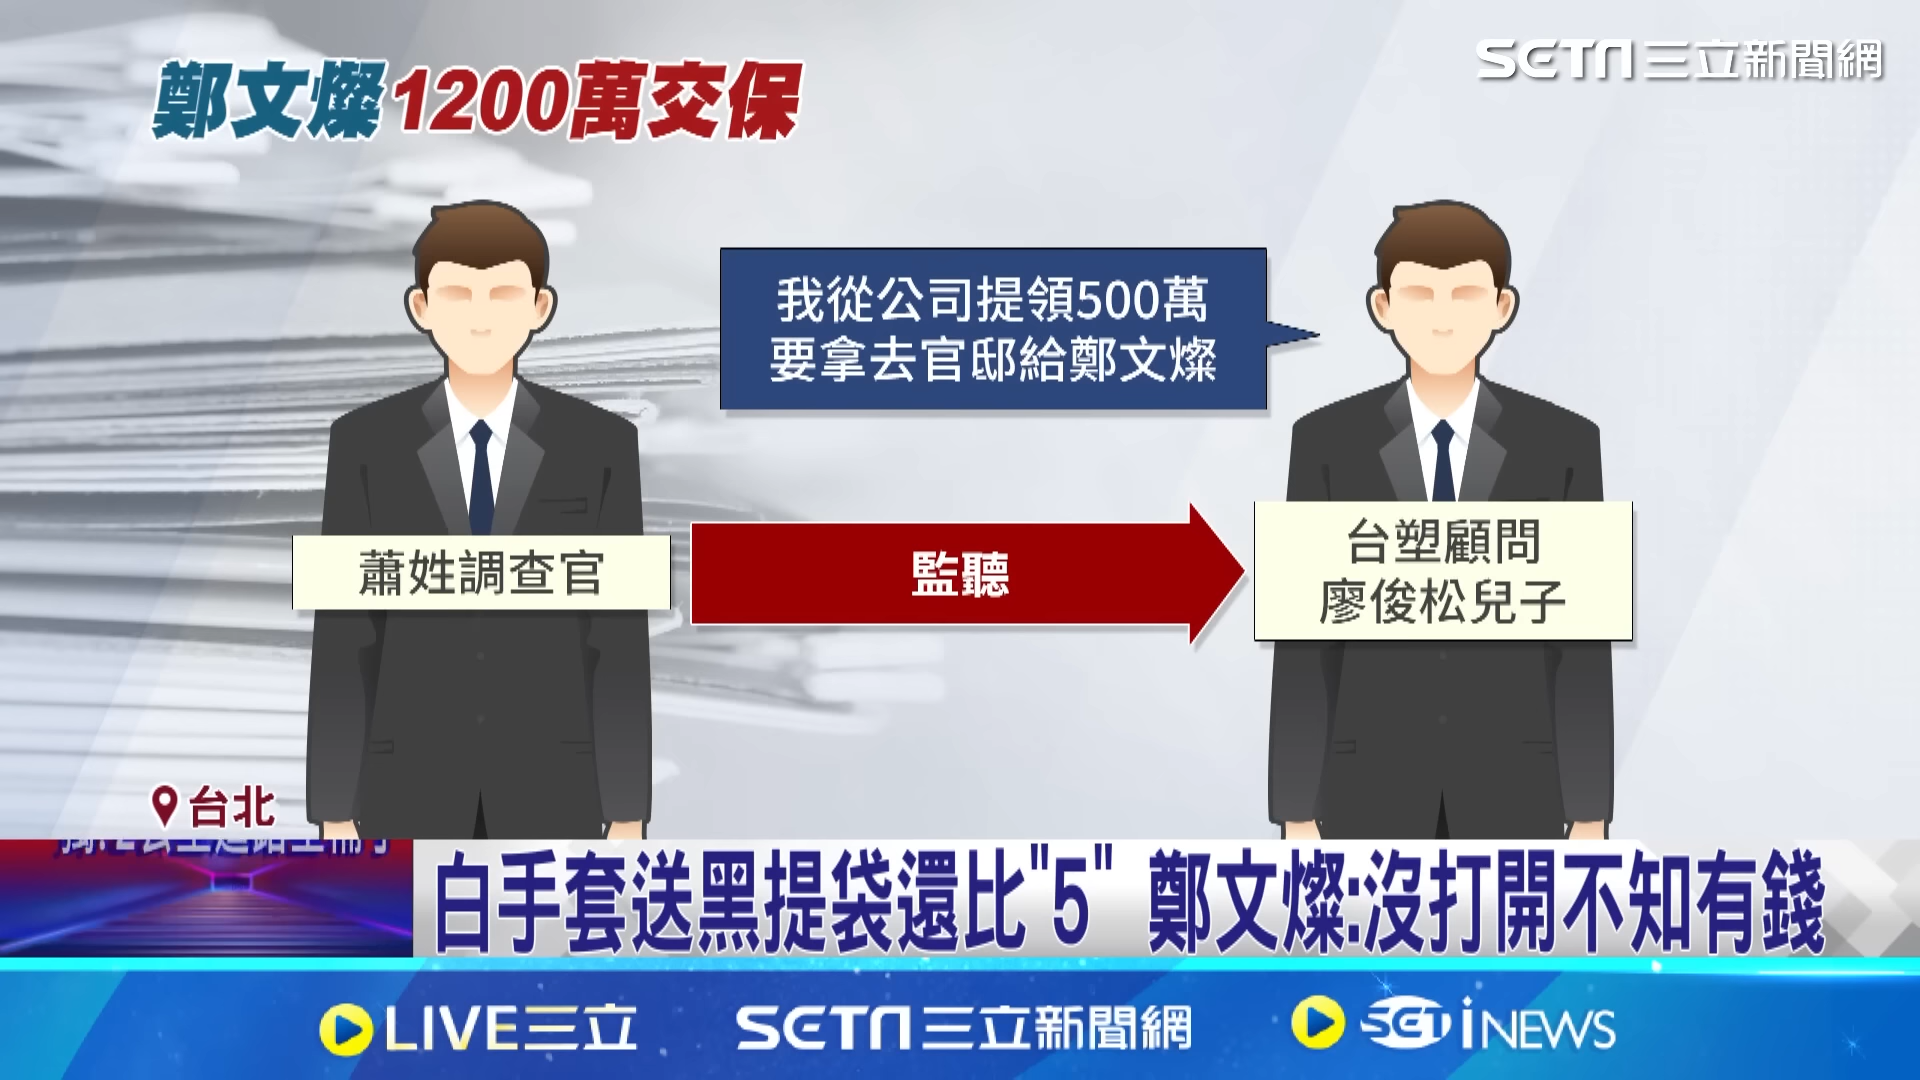 SETN三立新聞網
鄭文燦1200萬交保
我從公司提領500萬
要拿去官邸給鄭文燦
蕭姓調查官
監聽
台塑顧問
廖俊松兒子
台北
白手套送黑提袋還比"5" 鄭文燦:沒打開不知有錢
LIVE三立 SETN三立新聞網 SET iNEWS